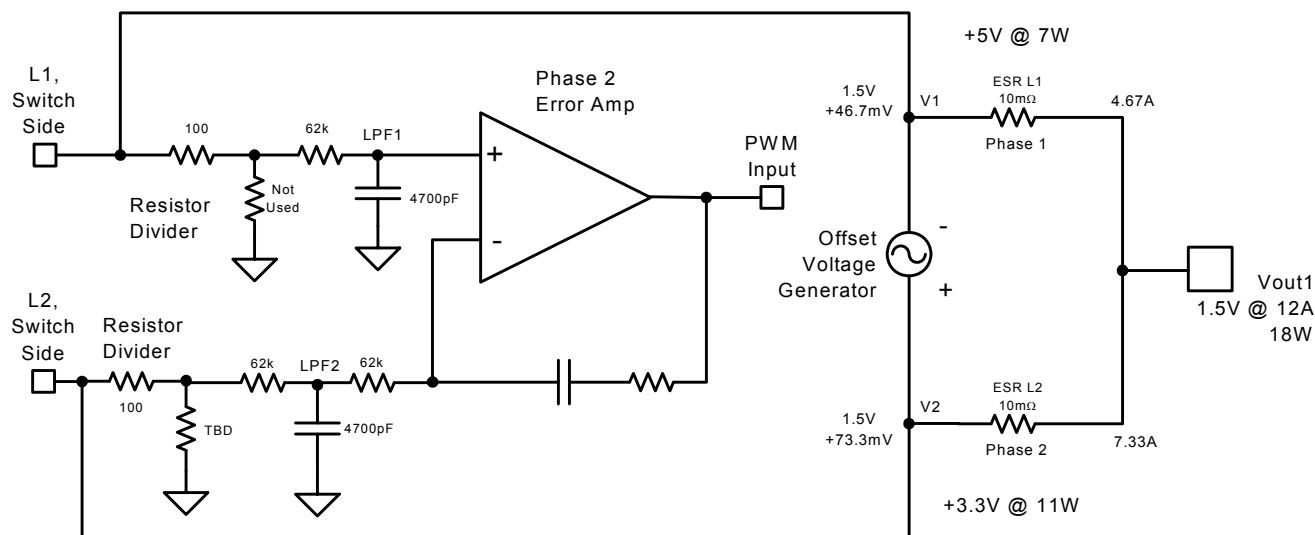 L1,
Switch
Side
100
62k
LPF1
Not
Used
4700pF
Resistor
Divider
Phase 2
Error Amp
+
-
PWM
Input
L2,
Switch
Side
Resistor
Divider
100
TBD
62k
LPF2
62k
4700pF
+5V @ 7W
1.5V
+46.7mV
V1
ESR L1
10mΩ
Phase 1
4.67A
Offset
Voltage
Generator
-
+
Vout1
1.5V @ 12A
18W
1.5V
+73.3mV
V2
ESR L2
10mΩ
Phase 2
7.33A
+3.3V @ 11W